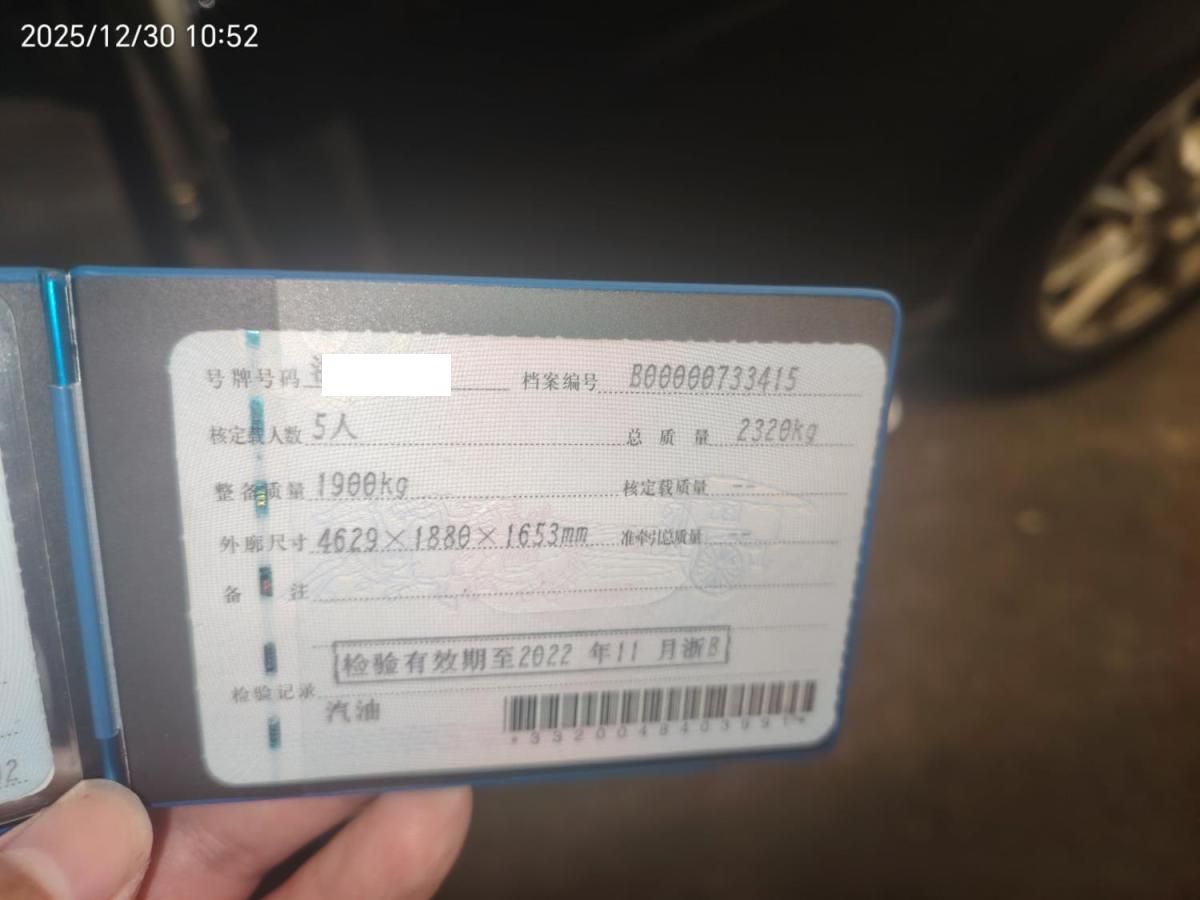 2025/12/30 10:52
号牌号码 档案编号 B00000733415
核定载人数 5人 总质量 2320kg
整备质量 1900kg 核定载质量 --
外廓尺寸 4629×1880×1653mm 准牵引总质量 --
备注
检验有效期至2022年11月浙B
检验记录
汽油
*3320048403991*